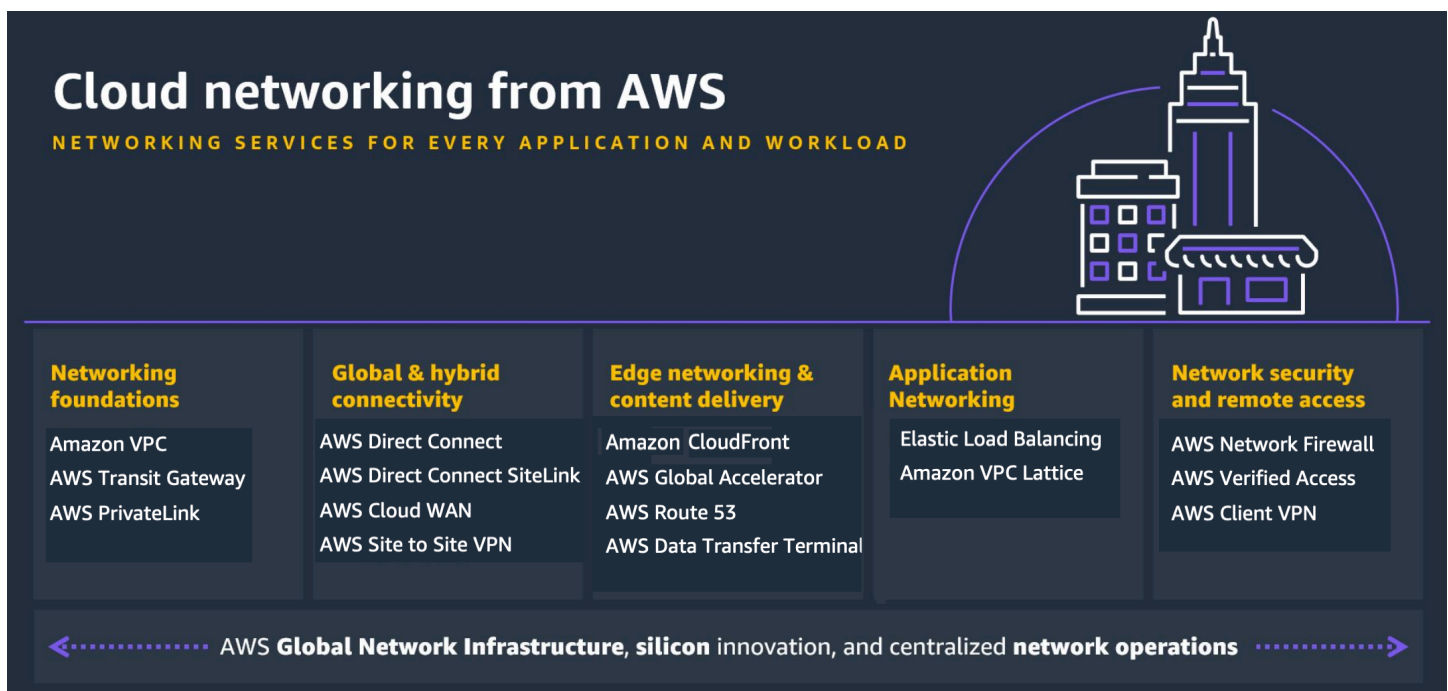 Cloud networking from AWS
NETWORKING SERVICES FOR EVERY APPLICATION AND WORKLOAD
Networking
foundations
Amazon VPC
AWS Transit Gateway
AWS PrivateLink
Global & hybrid
connectivity
AWS Direct Connect
AWS Direct Connect SiteLink
AWS Cloud WAN
AWS Site to Site VPN
Edge networking &
content delivery
Amazon CloudFront
AWS Global Accelerator
AWS Route 53
AWS Data Transfer Terminal
Application
Networking
Elastic Load Balancing
Amazon VPC Lattice
Network security
and remote access
AWS Network Firewall
AWS Verified Access
AWS Client VPN
AWS Global Network Infrastructure, silicon innovation, and centralized network operations